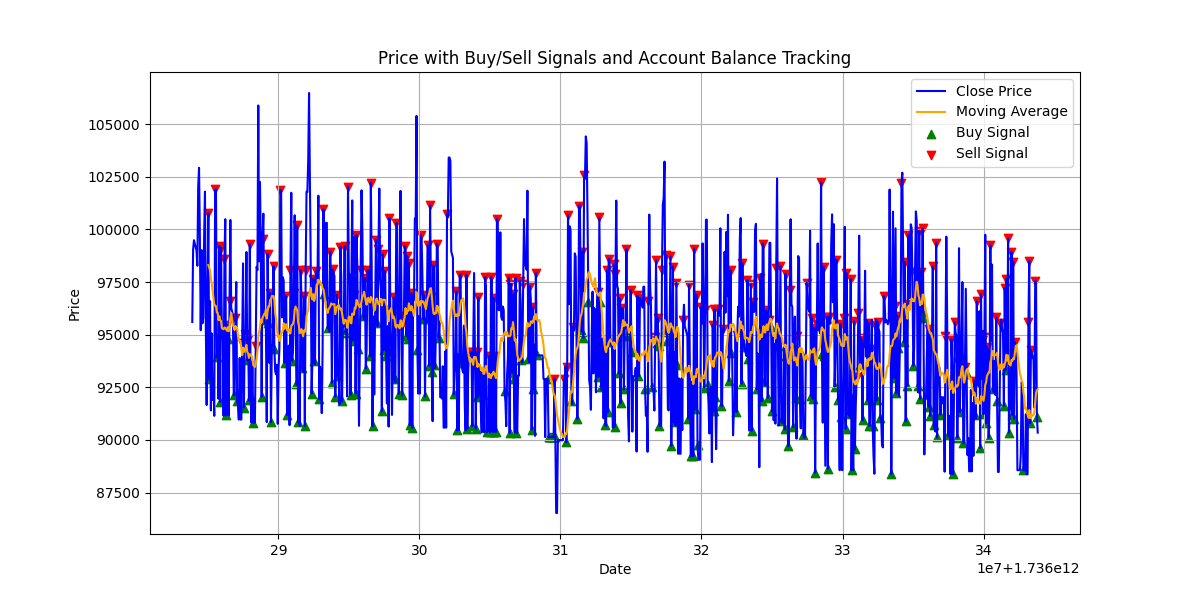 Price with Buy/Sell Signals and Account Balance Tracking
Close Price
Moving Average
Buy Signal
Sell Signal
105000
102500
100000
97500
95000
92500
90000
87500
Price
29 30 31 32 33 34
1e7+1.736e12
Date